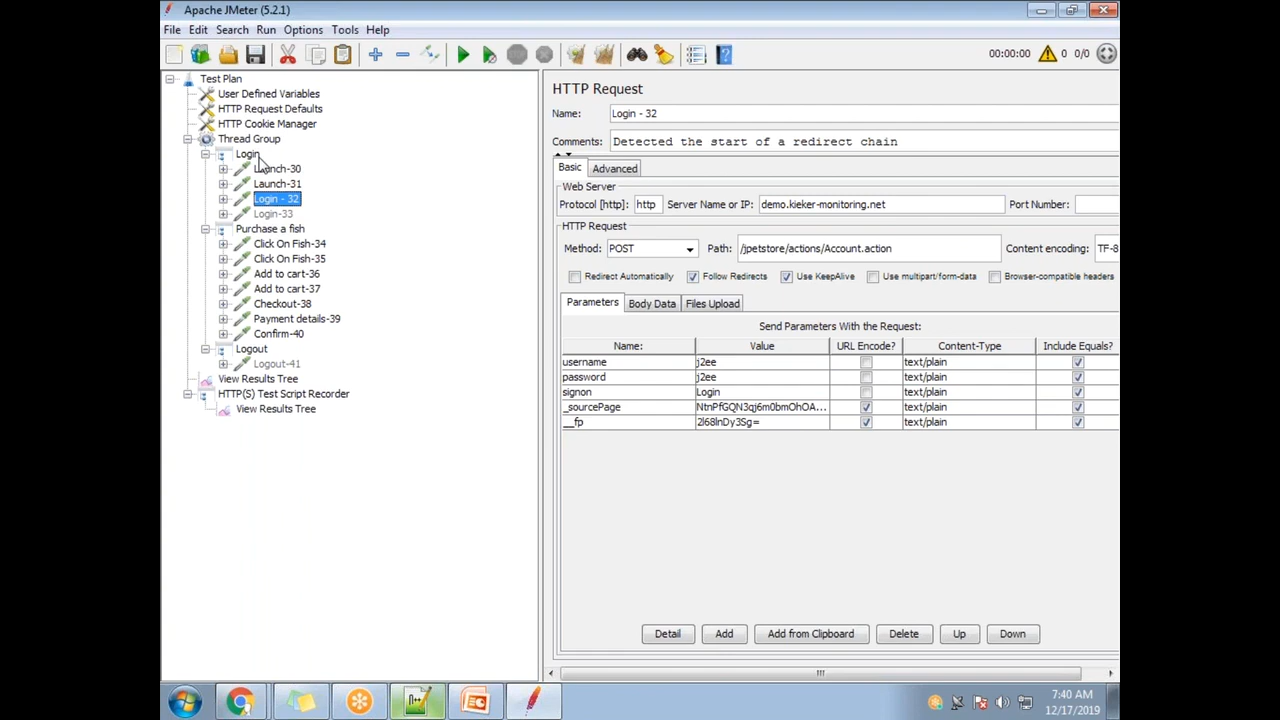 Apache JMeter (5.2.1)
File Edit Search Run Options Tools Help
00:00:00 0 0/0
Test Plan
User Defined Variables
HTTP Request Defaults
HTTP Cookie Manager
Thread Group
Login
Launch-30
Launch-31
Login - 32
Login-33
Purchase a fish
Click On Fish-34
Click On Fish-35
Add to cart-36
Add to cart-37
Checkout-38
Payment details-39
Confirm-40
Logout
Logout-41
View Results Tree
HTTP(S) Test Script Recorder
View Results Tree
HTTP Request
Name: Login - 32
Comments: Detected the start of a redirect chain
Basic Advanced
Web Server
Protocol [http]: http Server Name or IP: demo.kieker-monitoring.net Port Number:
HTTP Request
Method: POST Path: /jpetstore/actions/Account.action Content encoding: TF-8
Redirect Automatically Follow Redirects Use KeepAlive Use multipart/form-data Browser-compatible headers
Parameters Body Data Files Upload
Send Parameters With the Request:
Name: Value URL Encode? Content-Type Include Equals?
username j2ee text/plain
password j2ee text/plain
signon Login text/plain
_sourcePage NtnPfGQN3qj6m0bmOhOA... text/plain
__fp 2l68lnDy3Sg= text/plain
Detail Add Add from Clipboard Delete Up Down
7:40 AM
12/17/2019